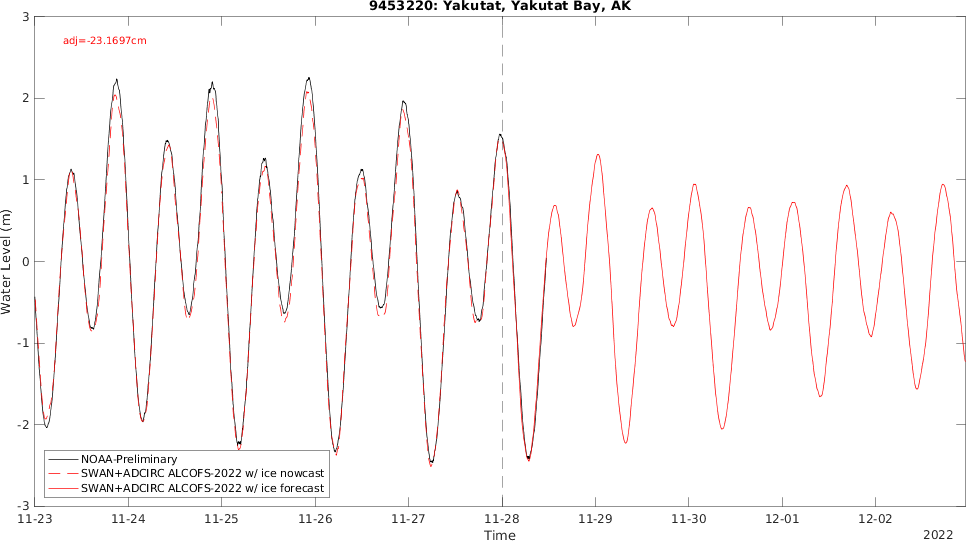 9453220: Yakutat, Yakutat Bay, AK
3
adj=-23.1697cm
2
1
0
-1
-2
-3
Water Level (m)
NOAA-Preliminary
SWAN+ADCIRC ALCOFS-2022 w/ ice nowcast
SWAN+ADCIRC ALCOFS-2022 w/ ice forecast
11-23 11-24 11-25 11-26 11-27 11-28 11-29 11-30 12-01 12-02
Time
2022